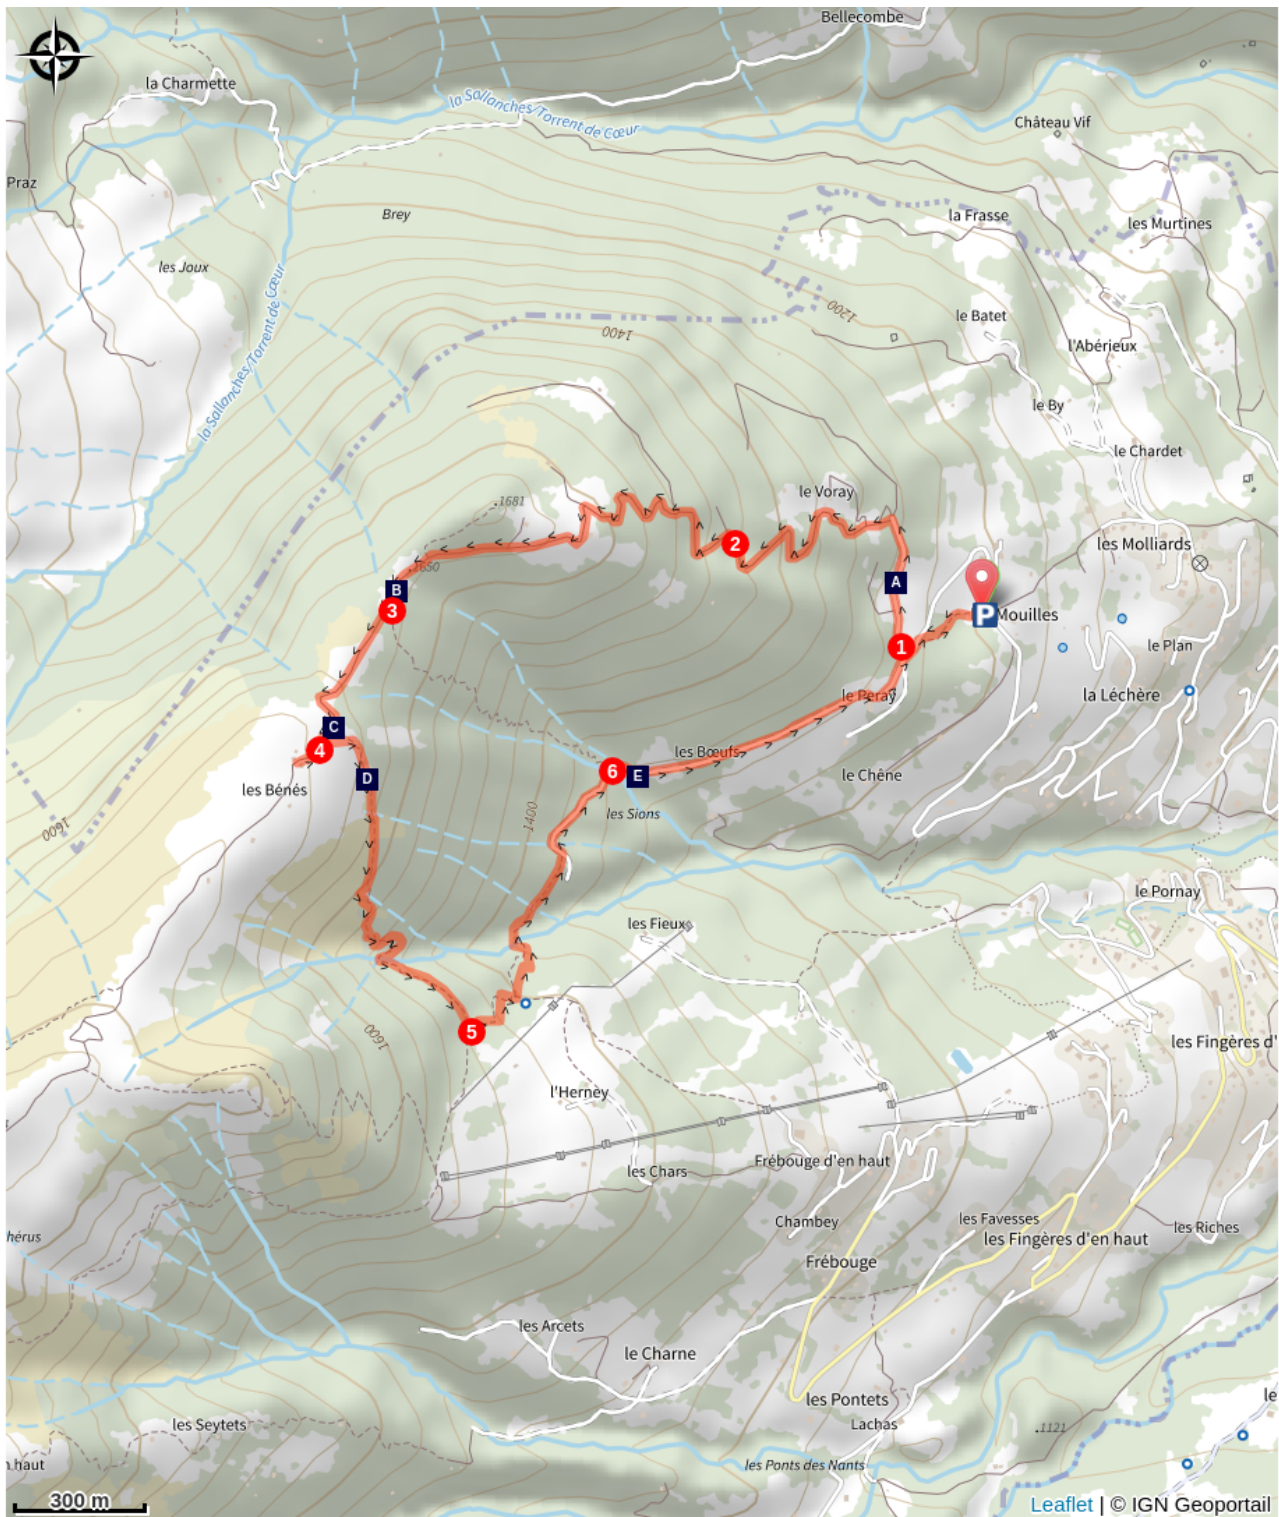 Bellecombe
la Charmette
la Sallanches/Torrent de Cœur
Château Vif
Praz
Brey
la Frasse
les Murtines
les Joux
1200
le Batet
1400
l'Abérieux
la Sallanches/Torrent de Cœur
le By
le Chardet
le Voray
.1681
2
les Molliards
.1650
A
B
3
P
Mouilles
1
le Plan
le Peray
la Léchère
C
4
les Bœufs
6
E
D
le Chêne
les Bénés
les Sions
1400
1600
le Pornay
les Fieux
5
1600
les Fingères d'
l'Herney
Frébouge d'en haut
les Chars
Chambey
les Favesses
les Riches
hérus
les Fingères d'en haut
Frébouge
les Arcets
le Charne
les Pontets
le
les Seytets
Lachas
.1121
haut
les Ponts des Nants
300 m
Leaflet | © IGN Geoportail